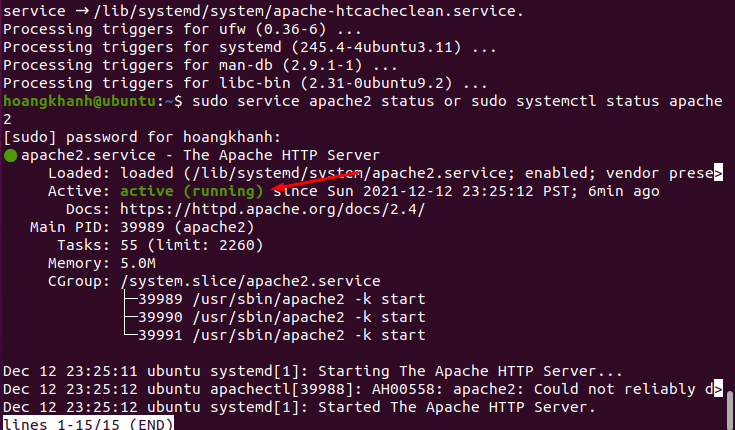 service → /lib/systemd/system/apache-htcacheclean.service.
Processing triggers for ufw (0.36-6) ...
Processing triggers for systemd (245.4-4ubuntu3.11) ...
Processing triggers for man-db (2.9.1-1) ...
Processing triggers for libc-bin (2.31-0ubuntu9.2) ...
hoangkhanh@ubuntu:~$ sudo service apache2 status or sudo systemctl status apache
2
[sudo] password for hoangkhanh:
● apache2.service - The Apache HTTP Server
Loaded: loaded (/lib/systemd/system/apache2.service; enabled; vendor prese>
Active: active (running) since Sun 2021-12-12 23:25:12 PST; 6min ago
Docs: https://httpd.apache.org/docs/2.4/
Main PID: 39989 (apache2)
Tasks: 55 (limit: 2260)
Memory: 5.0M
CGroup: /system.slice/apache2.service
├─39989 /usr/sbin/apache2 -k start
├─39990 /usr/sbin/apache2 -k start
└─39991 /usr/sbin/apache2 -k start
Dec 12 23:25:11 ubuntu systemd[1]: Starting The Apache HTTP Server...
Dec 12 23:25:12 ubuntu apachectl[39988]: AH00558: apache2: Could not reliably d>
Dec 12 23:25:12 ubuntu systemd[1]: Started The Apache HTTP Server.
lines 1-15/15 (END)